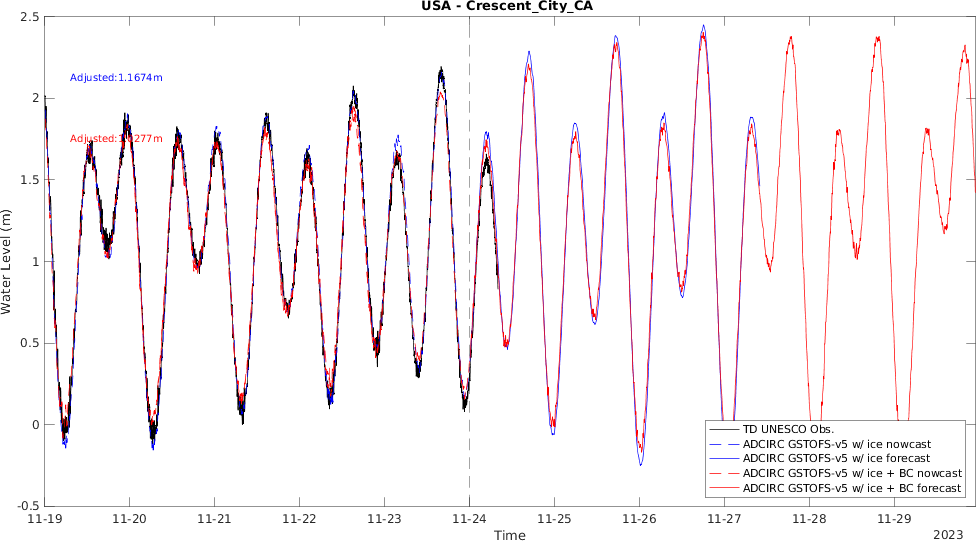 USA - Crescent_City_CA
2.5
2
1.5
1
0.5
0
-0.5
Water Level (m)
Adjusted:1.1674m
TD UNESCO Obs.
ADCIRC GSTOFS-v5 w/ ice nowcast
ADCIRC GSTOFS-v5 w/ ice forecast
ADCIRC GSTOFS-v5 w/ ice + BC nowcast
ADCIRC GSTOFS-v5 w/ ice + BC forecast
11-19 11-20 11-21 11-22 11-23 11-24 11-25 11-26 11-27 11-28 11-29
Time
2023